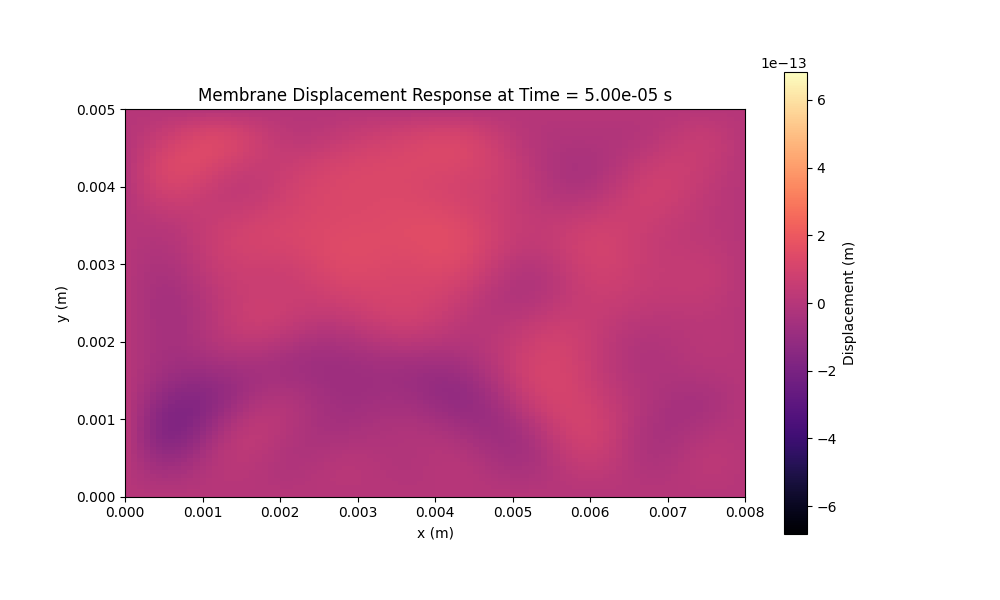 1e−13
Membrane Displacement Response at Time = 5.00e-05 s
0.005
0.004
0.003
0.002
0.001
0.000
y (m)
0.000 0.001 0.002 0.003 0.004 0.005 0.006 0.007 0.008
x (m)
6
4
2
0
−2
−4
−6
Displacement (m)